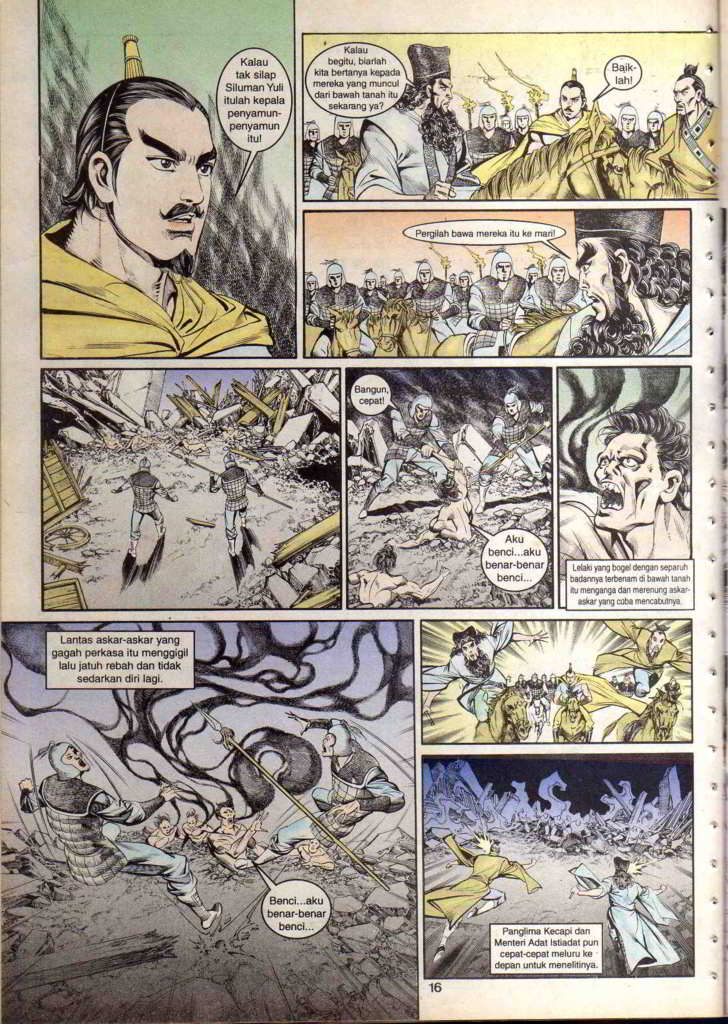 Kalau
tak silap
Siluman Yuli
itulah kepala
penyamun-
penyamun
itu!
Kalau
begitu, biarlah
kita bertanya kepada
mereka yang muncul
dari bawah tanah itu
sekarang ya?
Baik-
lah!
Pergilah bawa mereka itu ke mari!
Bangun,
cepat!
Aku
benci...aku
benar-benar
benci...
Lelaki yang bogel dengan separuh
badannya terbenam di bawah tanah
itu menganga dan merenung askar-
askar yang cuba mencabutnya.
Lantas askar-askar yang
gagah perkasa itu menggigil
lalu jatuh rebah dan tidak
sedarkan diri lagi.
Benci...aku
benar-benar
benci...
Panglima Kecapi dan
Menteri Adat Istiadat pun
cepat-cepat meluru ke
depan untuk menelitinya.
16